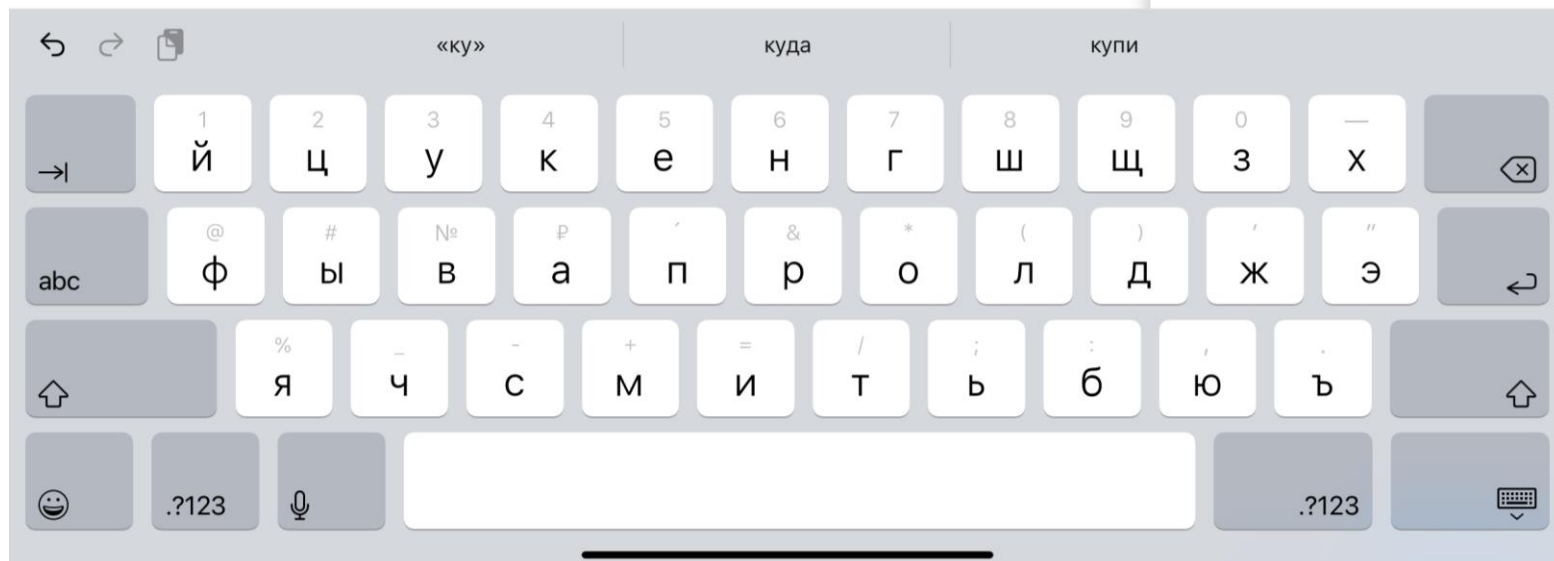 «ку» куда купи
1 2 3 4 5 6 7 8 9 0 —
й ц у к е н г ш щ з х
@ # № ₽ ´ & * ( ) ' "
abc ф ы в а п р о л д ж э
% _ - + = / ; : , .
я ч с м и т ь б ю ъ
.?123 .?123